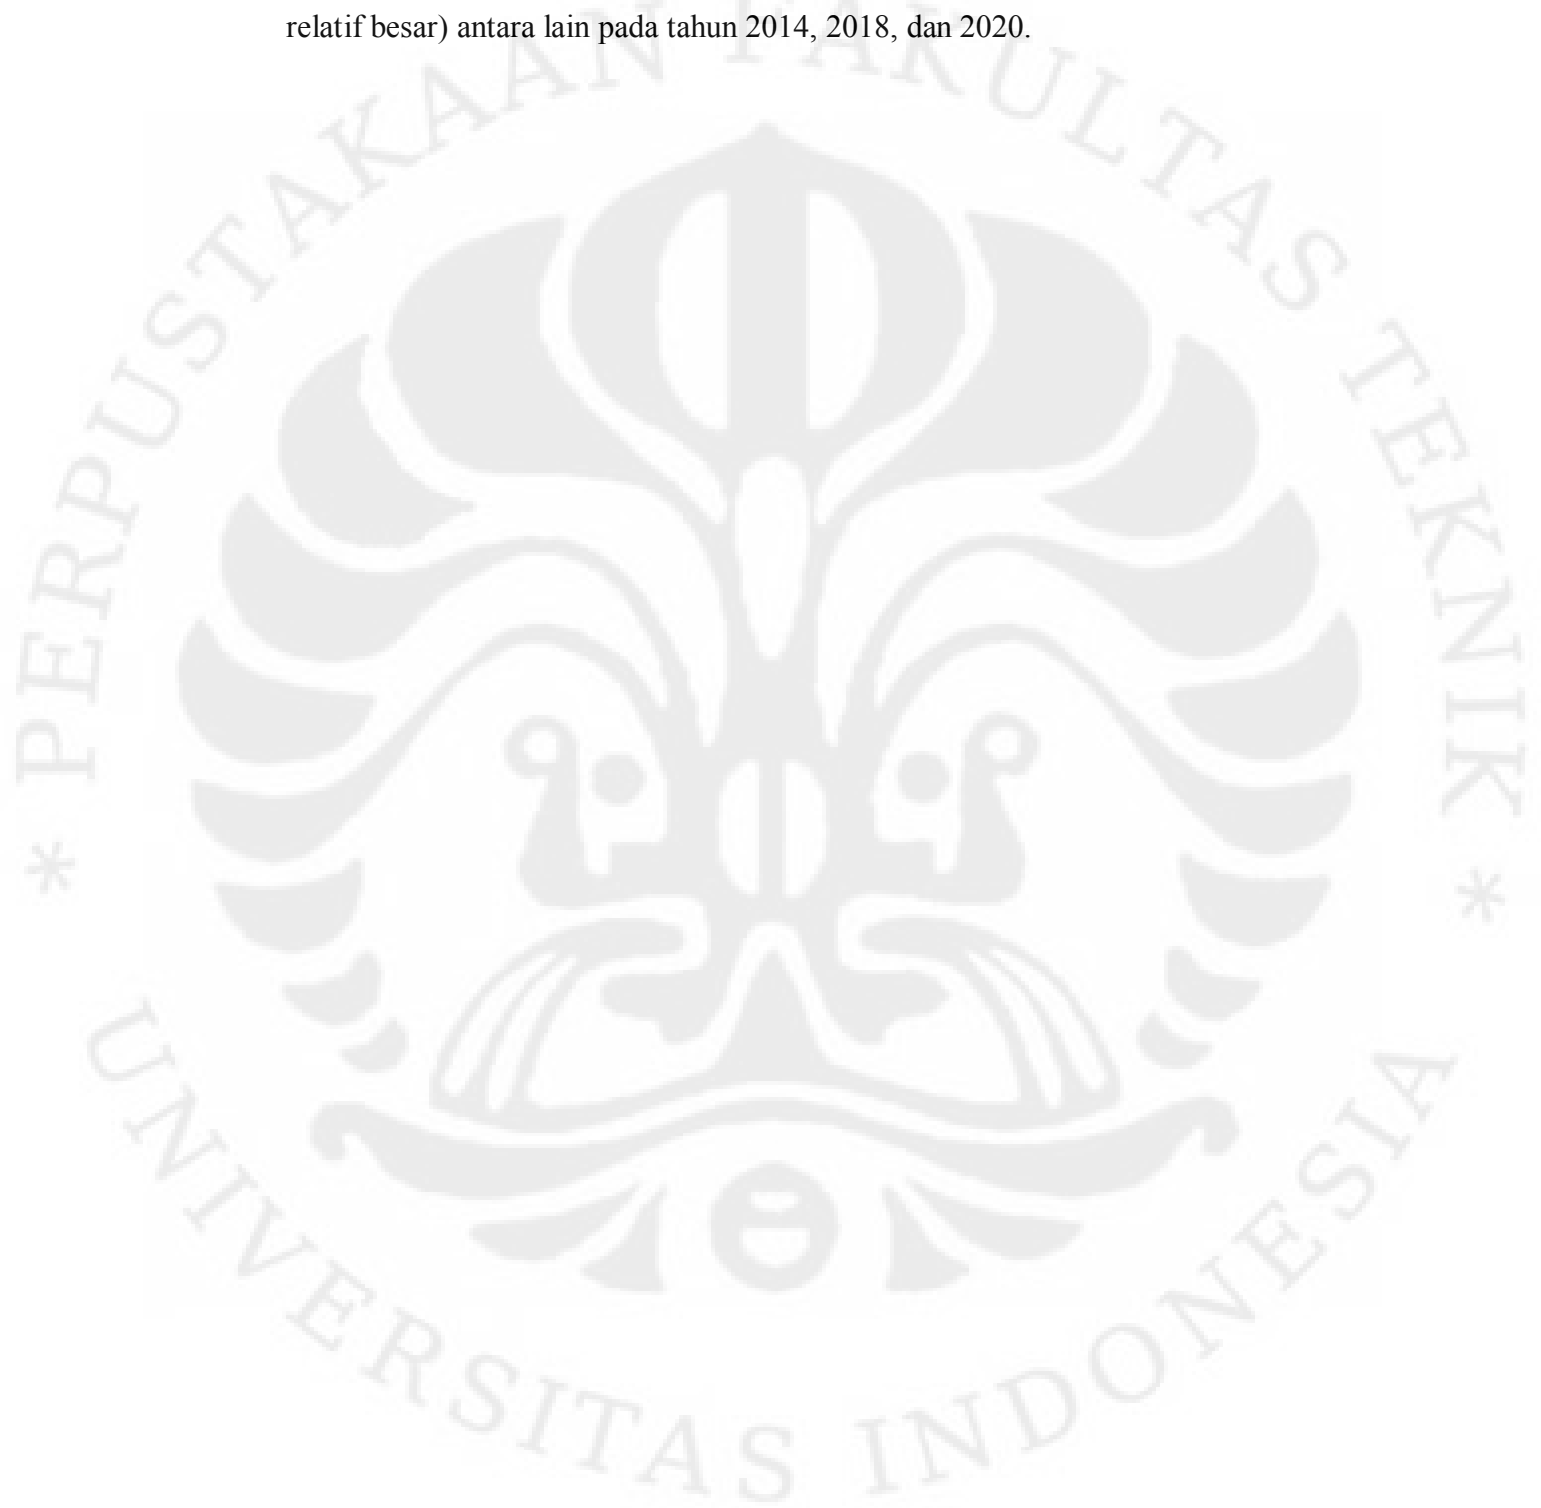 relatif besar) antara lain pada tahun 2014, 2018, dan 2020.
PERPUSTAKAAN FAKULTAS TEKNIK
* *
UNIVERSITAS INDONESIA